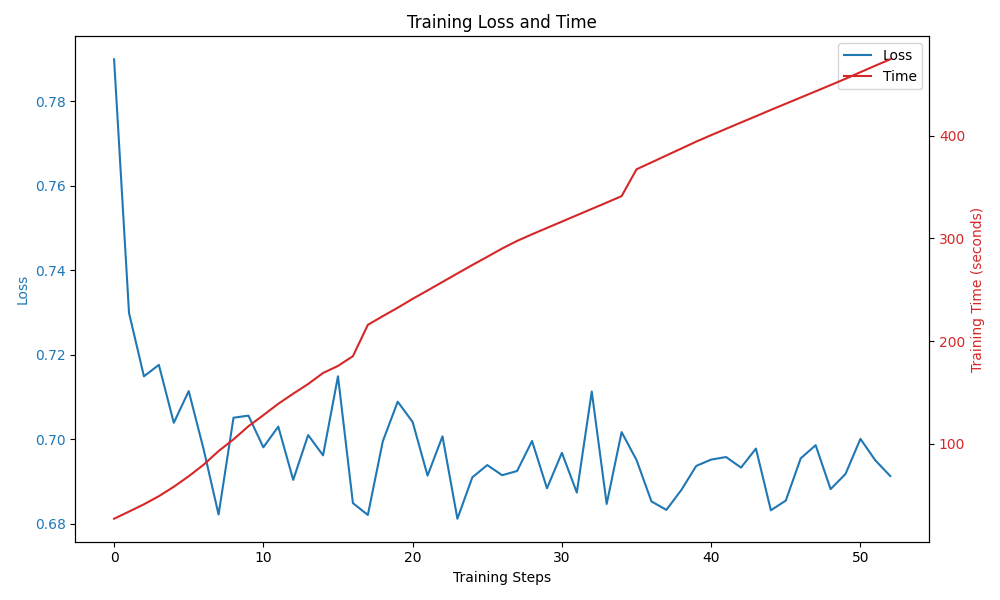 Training Loss and Time
Loss
Time
0.78
0.76
0.74
0.72
0.70
0.68
Loss
400
300
200
100
Training Time (seconds)
0 10 20 30 40 50
Training Steps